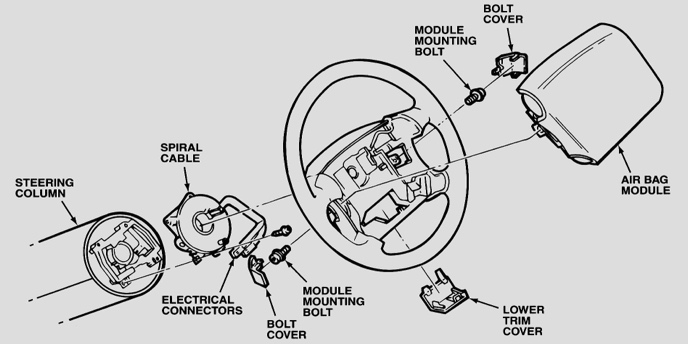 BOLT
COVER
MODULE
MOUNTING
BOLT
SPIRAL
CABLE
STEERING
COLUMN
AIR BAG
MODULE
ELECTRICAL
CONNECTORS
MODULE
MOUNTING
BOLT
BOLT
COVER
LOWER
TRIM
COVER